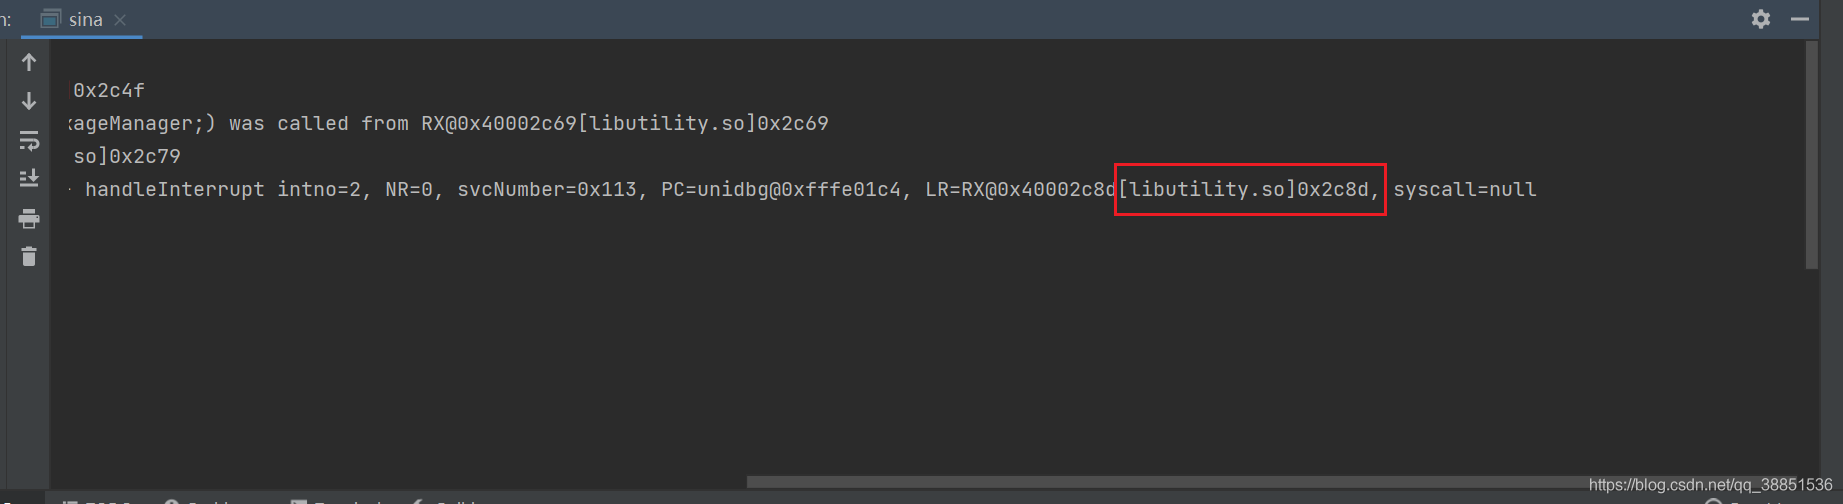 sina
0x2c4f
ageManager;) was called from RX@0x40002c69[libutility.so]0x2c69
so]0x2c79
handleInterrupt intno=2, NR=0, svcNumber=0x113, PC=unidbg@0xfffe01c4, LR=RX@0x40002c8d[libutility.so]0x2c8d, syscall=null
https://blog.csdn.net/qq_38851536